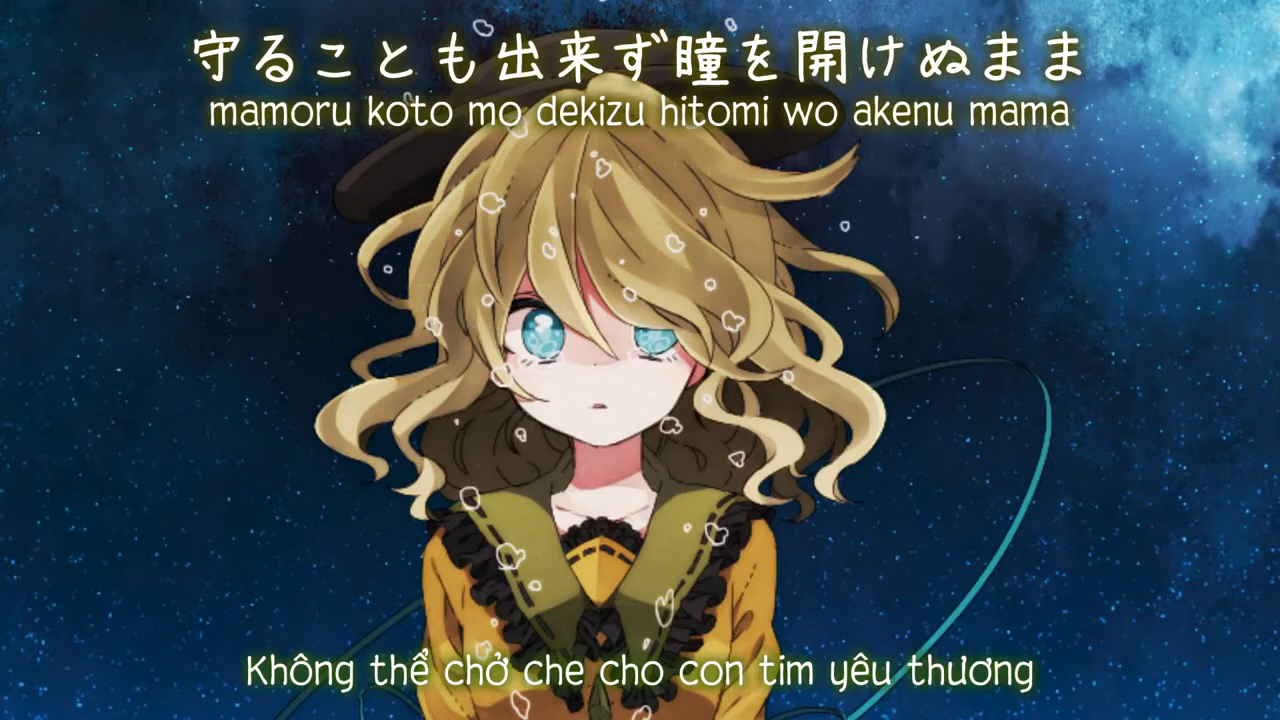 守ることも出来ず瞳を開けぬまま
mamoru koto mo dekizu hitomi wo akenu mama
Không thể chở che cho con tim yêu thương